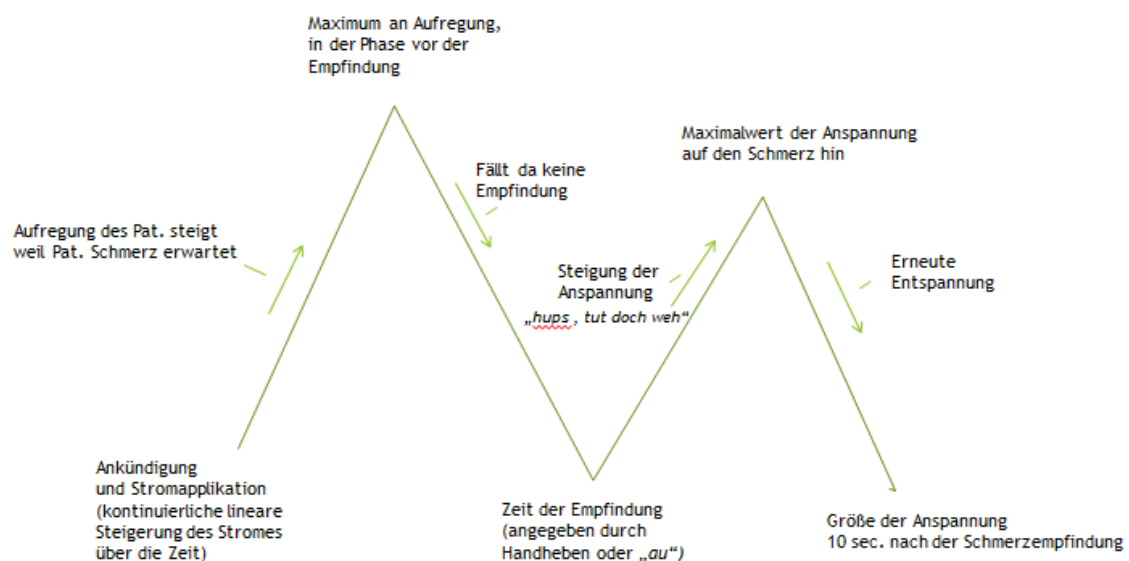 Maximum an Aufregung,
in der Phase vor der
Empfindung
Maximalwert der Anspannung
auf den Schmerz hin
Fällt da keine
Empfindung
Aufregung des Pat. steigt
weil Pat. Schmerz erwartet
Steigung der
Anspannung
„hups , tut doch weh“
Erneute
Entspannung
Ankündigung
und Stromapplikation
(kontinuierliche lineare
Steigerung des Stromes
über die Zeit)
Zeit der Empfindung
(angegeben durch
Handheben oder „au“)
Größe der Anspannung
10 sec. nach der Schmerzempfindung